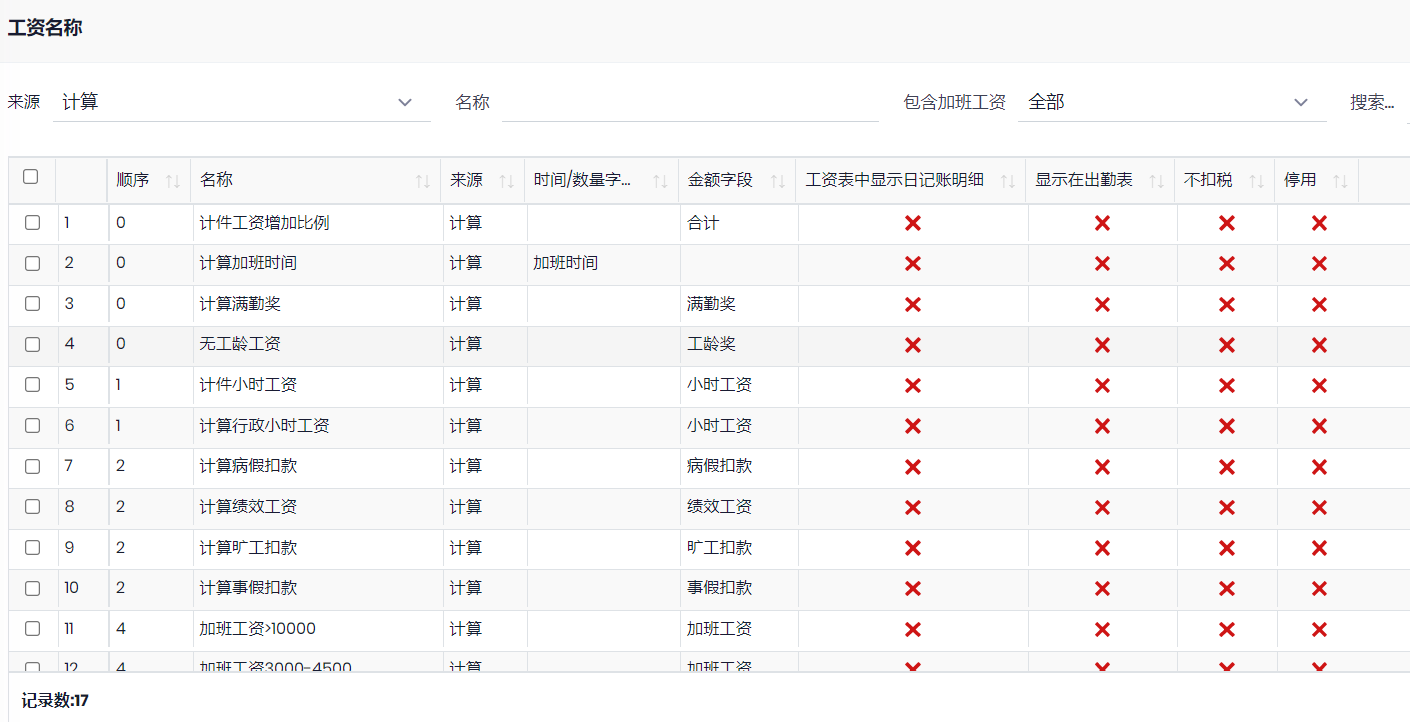 工资名称
来源 计算 名称 包含加班工资 全部 搜索...
顺序 名称 来源 时间/数量字... 金额字段 工资表中显示日记账明细 显示在出勤表 不扣税 停用
1 0 计件工资增加比例 计算 合计
2 0 计算加班时间 计算 加班时间
3 0 计算满勤奖 计算 满勤奖
4 0 无工龄工资 计算 工龄奖
5 1 计件小时工资 计算 小时工资
6 1 计算行政小时工资 计算 小时工资
7 2 计算病假扣款 计算 病假扣款
8 2 计算绩效工资 计算 绩效工资
9 2 计算旷工扣款 计算 旷工扣款
10 2 计算事假扣款 计算 事假扣款
11 4 加班工资>10000 计算 加班工资
12 4 加班工资3000-4500 计算 加班工资
记录数:17